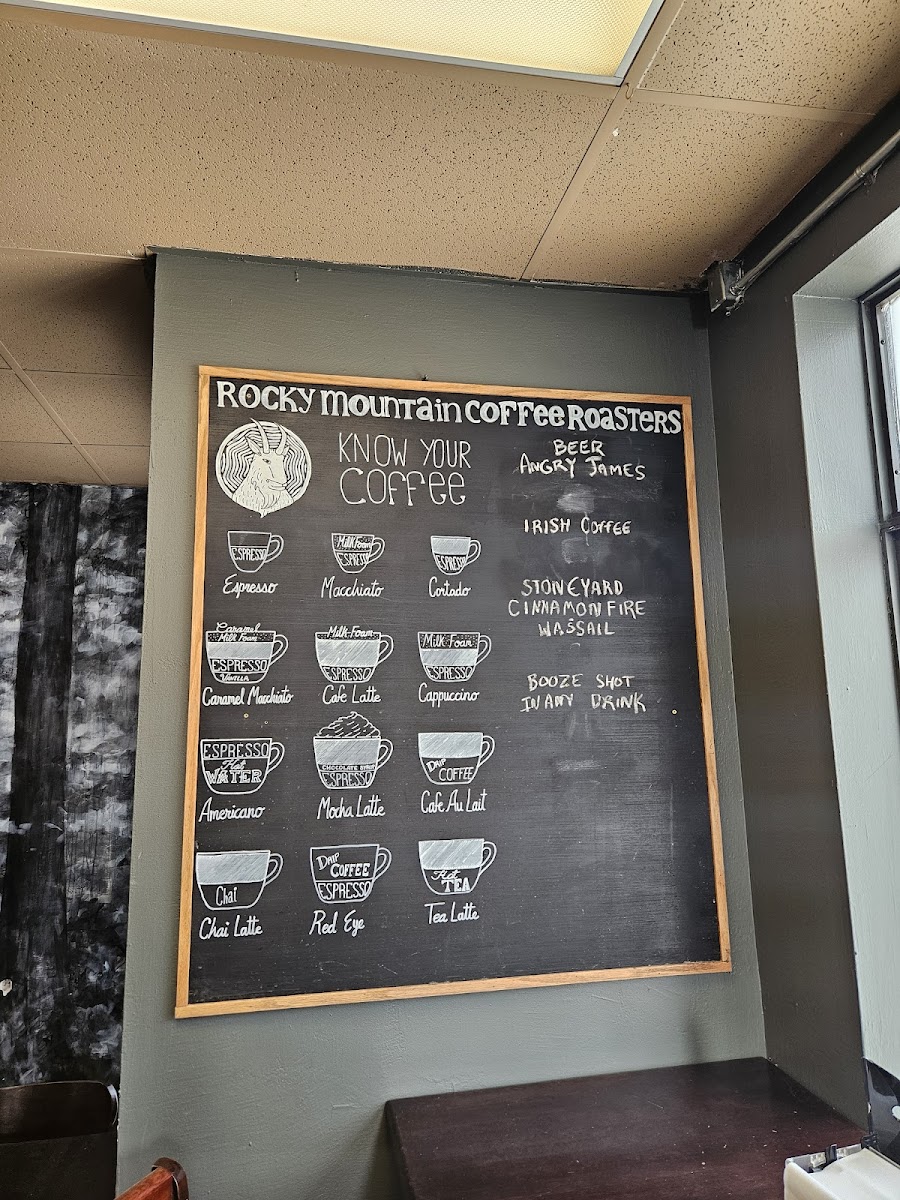 ROCKY MOUNTAIN COFFEE ROASTERS
KNOW YOUR
COFFEE
BEER
ANGRY JAMES
IRISH COFFEE
STONEYARD
CINNAMON FIRE
WASSAIL
BOOZE SHOT
IN ANY DRINK
ESPRESSO
Espresso
Milk Foam
ESPRESSO
Macchiato
ESPRESSO
Cortado
Caramel
Milk Foam
ESPRESSO
VANILLA
Caramel Macchiato
Milk Foam
ESPRESSO
Cafe Latte
Milk Foam
ESPRESSO
Cappuccino
ESPRESSO
Hot
WATER
Americano
CHOCOLATE SYRUP
ESPRESSO
Mocha Latte
DRIP
COFFEE
Cafe Au Lait
Chai
Chai Latte
DRIP
COFFEE
ESPRESSO
Red Eye
Hot
TEA
Tea Latte